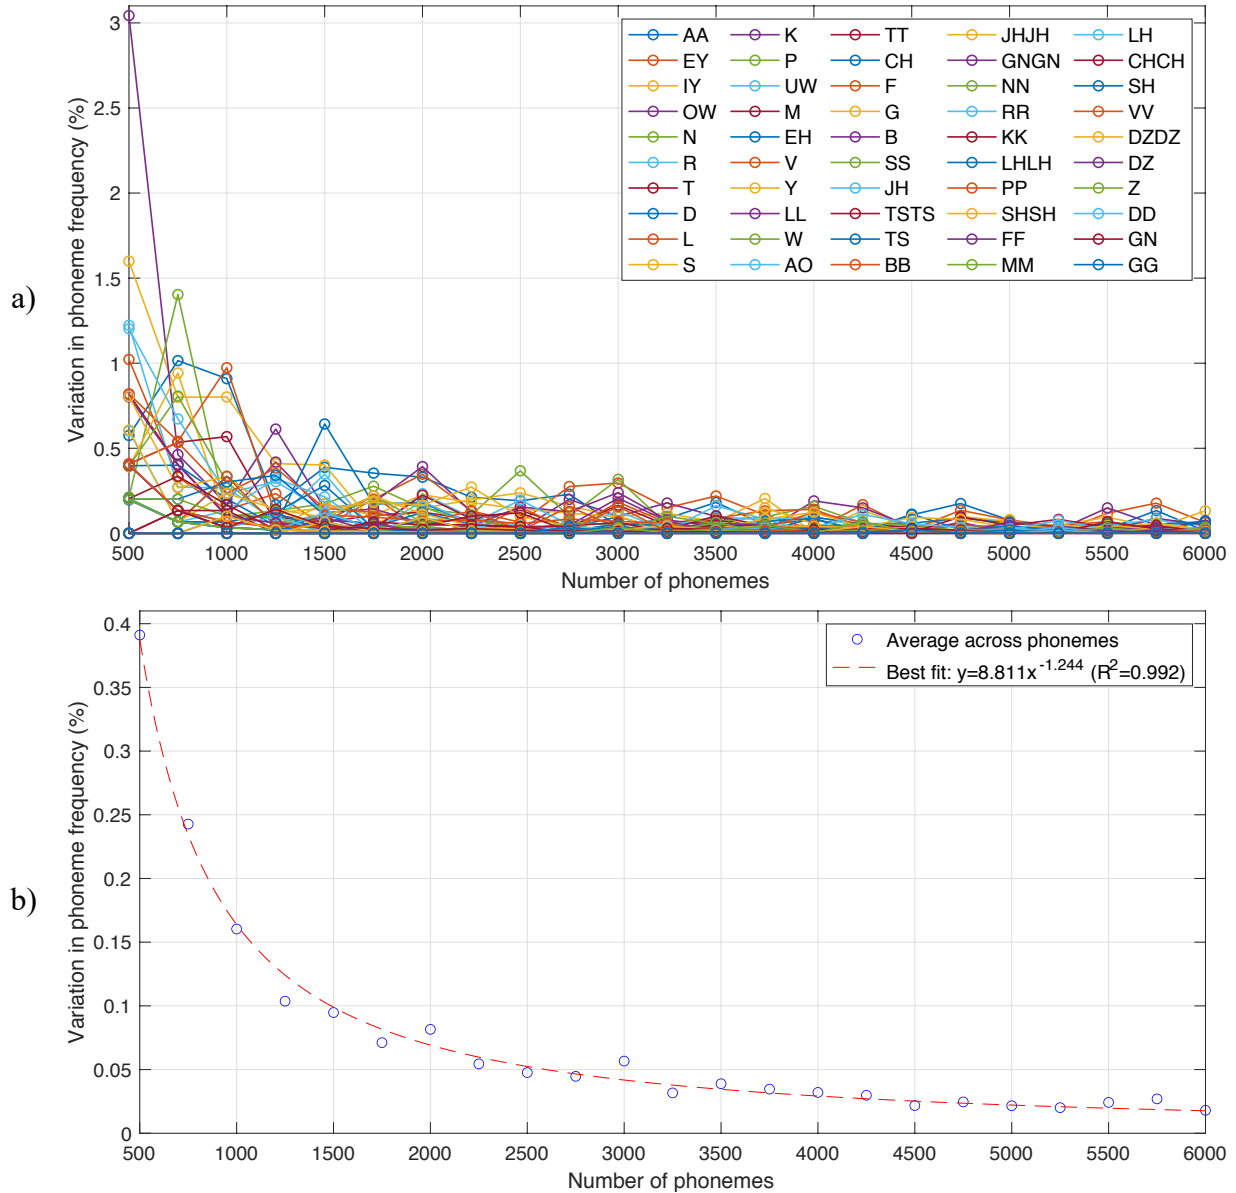 a)
Variation in phoneme frequency (%)
3
2.5
2
1.5
1
0.5
0
AA K TT JHJH LH
EY P CH GNGN CHCH
IY UW F NN SH
OW M G RR VV
N EH B KK DZDZ
R V SS LHLH DZ
T Y JH PP Z
D LL TSTS SHSH DD
L W TS FF GN
S AO BB MM GG
500 1000 1500 2000 2500 3000 3500 4000 4500 5000 5500 6000
Number of phonemes
b)
Variation in phoneme frequency (%)
0.4
0.35
0.3
0.25
0.2
0.15
0.1
0.05
0
Average across phonemes
Best fit: y=8.811x^-1.244 (R^2=0.992)
500 1000 1500 2000 2500 3000 3500 4000 4500 5000 5500 6000
Number of phonemes